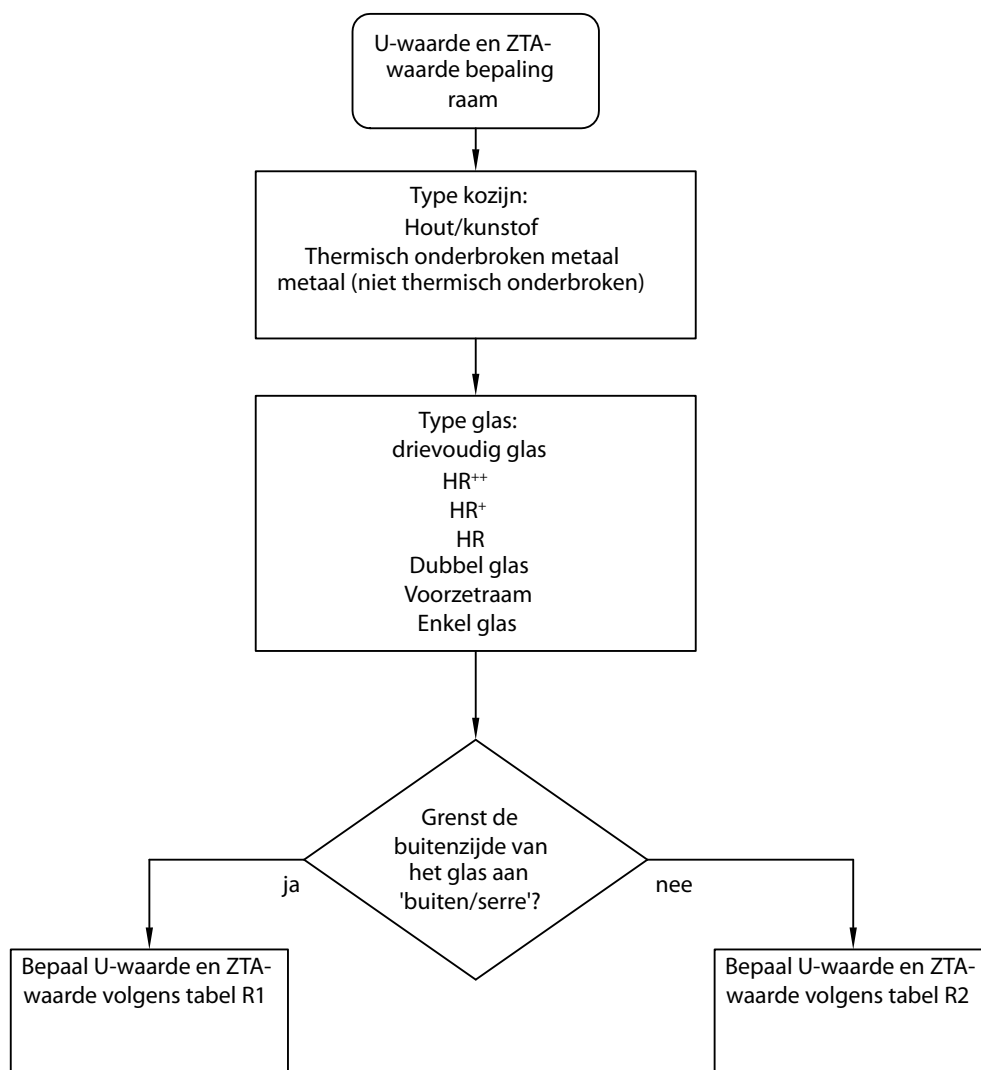 U-waarde en ZTA-
waarde bepaling
raam
Type kozijn:
Hout/kunstof
Thermisch onderbroken metaal
metaal (niet thermisch onderbroken)
Type glas:
drievoudig glas
HR⁺⁺
HR⁺
HR
Dubbel glas
Voorzetraam
Enkel glas
Grenst de
buitenzijde van
het glas aan
'buiten/serre'?
ja
nee
Bepaal U-waarde en ZTA-
waarde volgens tabel R1
Bepaal U-waarde en ZTA-
waarde volgens tabel R2